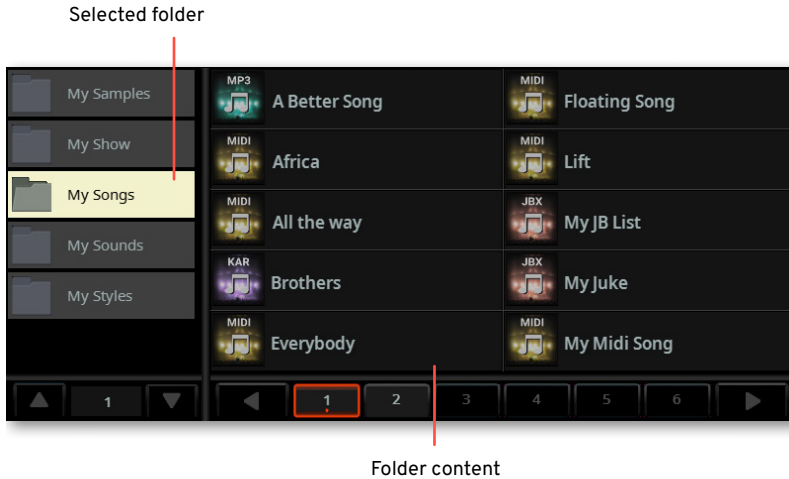 Selected folder
My Samples
My Show
My Songs
My Sounds
My Styles
1
MP3
A Better Song
MIDI
Africa
MIDI
All the way
KAR
Brothers
MIDI
Everybody
MIDI
Floating Song
MIDI
Lift
JBX
My JB List
JBX
My Juke
MIDI
My Midi Song
1 2 3 4 5 6
Folder content